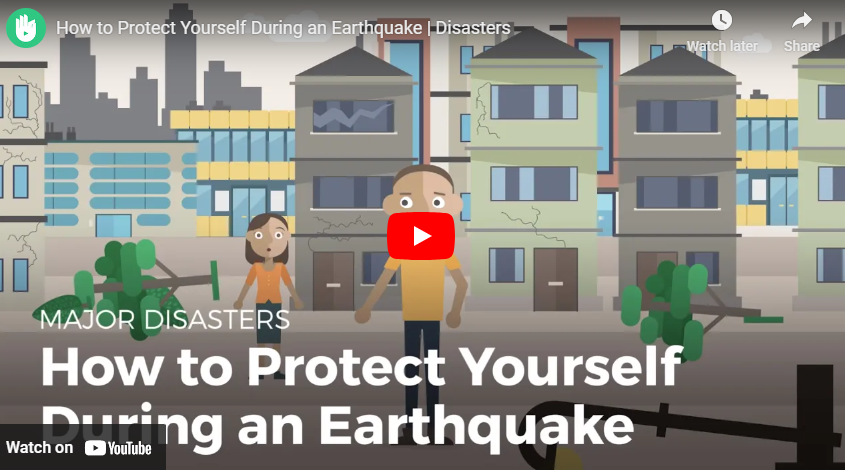 How to Protect Yourself During an Earthquake | Disasters
Watch later
Share
MAJOR DISASTERS
How to Protect Yourself
During an Earthquake
Watch on YouTube